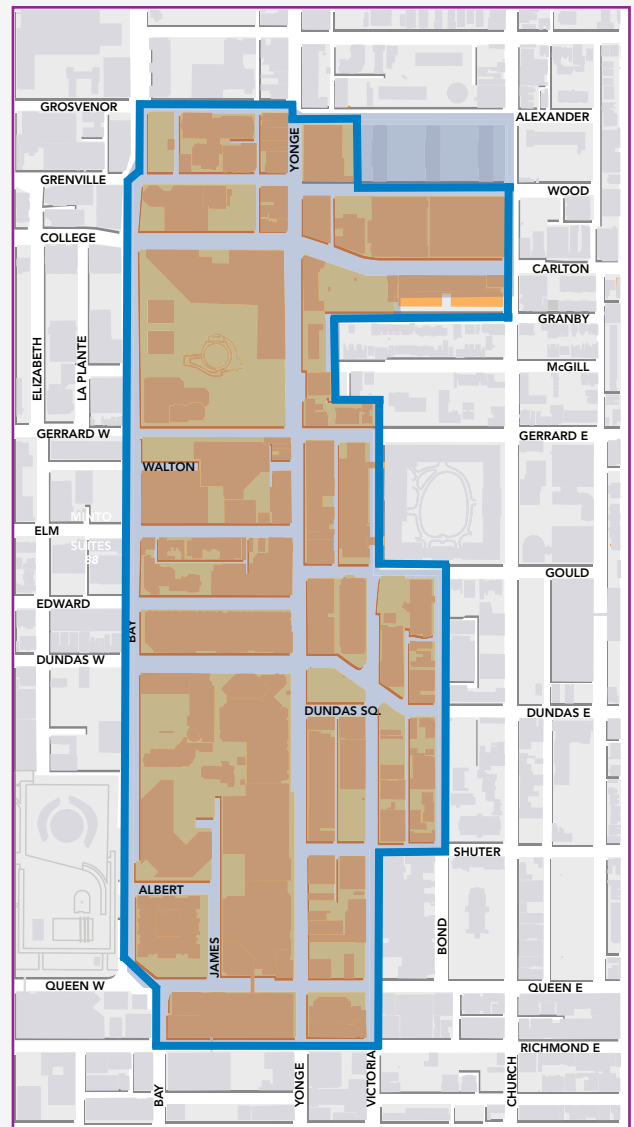 GROSVENOR
ALEXANDER
YONGE
GRENVILLE
WOOD
COLLEGE
CARLTON
GRANBY
ELIZABETH
LA PLANTE
McGILL
GERRARD W
GERRARD E
WALTON
MINTO
ELM
SUITES
88
GOULD
EDWARD
BAY
DUNDAS W
DUNDAS SQ.
DUNDAS E
SHUTER
ALBERT
BOND
JAMES
QUEEN W
QUEEN E
RICHMOND E
BAY
YONGE
VICTORIA
CHURCH